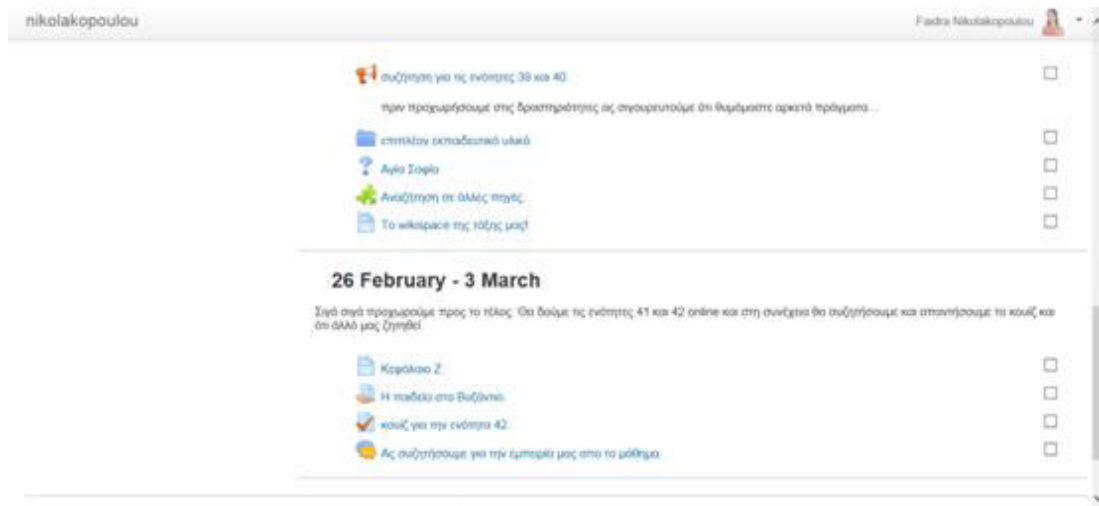 nikolakopoulou
Faidra Nikolakopoulou
συζήτηση για τις ενότητες 39 και 40.
πριν προχωρήσουμε στις δραστηριότητες ας σιγουρευτούμε ότι θυμόμαστε αρκετά πράγματα...
επιπλέον εκπαιδευτικό υλικό
Αγία Σοφία
Αναζήτηση σε άλλες πηγές.
Το wikispace της τάξης μας!
26 February - 3 March
Σιγά σιγά προχωρούμε προς το τέλος. Θα δούμε τις ενότητες 41 και 42 online και στη συνέχεια θα συζητήσουμε και απαντήσουμε το κουίζ και
ότι άλλό μας ζητηθεί.
Κεφάλαιο Ζ.
Η παιδεία στο Βυζάντιο.
κουίζ για την ενότητα 42.
Ας συζητήσουμε για την εμπειρία μας απο το μάθημα.